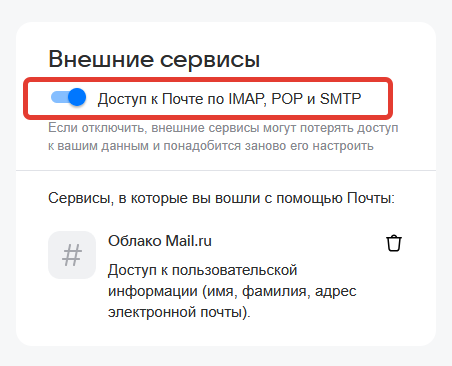 Внешние сервисы
Доступ к Почте по IMAP, POP и SMTP
Если отключить, внешние сервисы могут потерять доступ
к вашим данным и понадобится заново его настроить
Сервисы, в которые вы вошли с помощью Почты:
#
Облако Mail.ru
Доступ к пользовательской
информации (имя, фамилия, адрес
электронной почты).